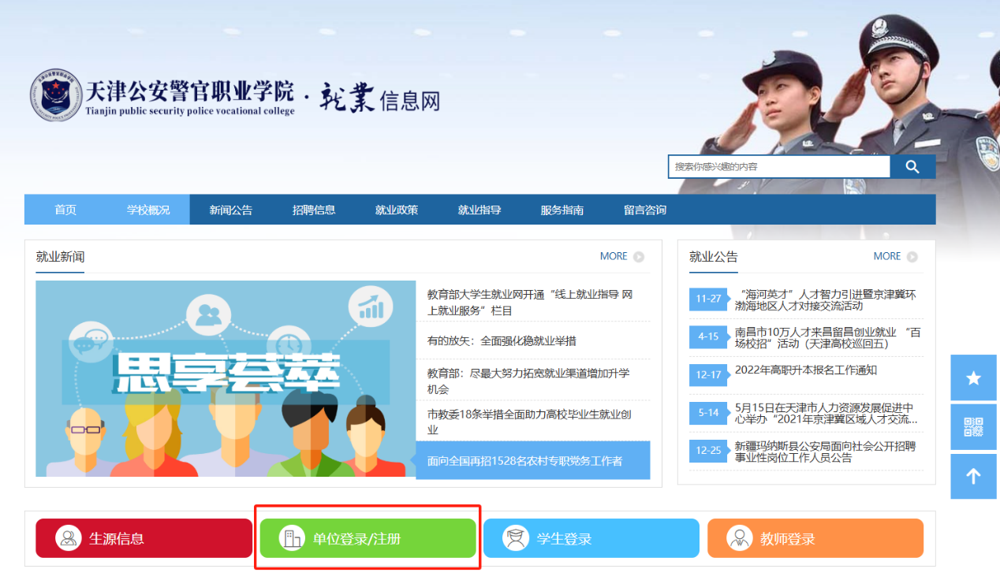 天津公安警官职业学院·就業信息网
Tianjin public security police vocational college
搜索你感兴趣的内容
首页 学校概况 新闻公告 招聘信息 就业政策 就业指导 服务指南 留言咨询
就业新闻
MORE
思享荟萃
教育部大学生就业网开通“线上就业指导 网
上就业服务”栏目
有的放矢：全面强化稳就业举措
教育部：尽最大努力拓宽就业渠道增加升学
机会
市教委18条举措全面助力高校毕业生就业创
业
面向全国再招1528名农村专职党务工作者
就业公告
MORE
11-27
“海河英才”人才智力引进暨京津冀环
渤海地区人才对接交流活动
4-15
南昌市10万人才来昌留昌创业就业 “百
场校招”活动（天津高校巡回五）
12-17
2022年高职升本报名工作通知
5-14
5月15日在天津市人力资源发展促进中
心举办“2021年京津冀区域人才交流...
12-25
新疆玛纳斯县公安局面向社会公开招聘
事业性岗位工作人员公告
生源信息
单位登录/注册
学生登录
教师登录